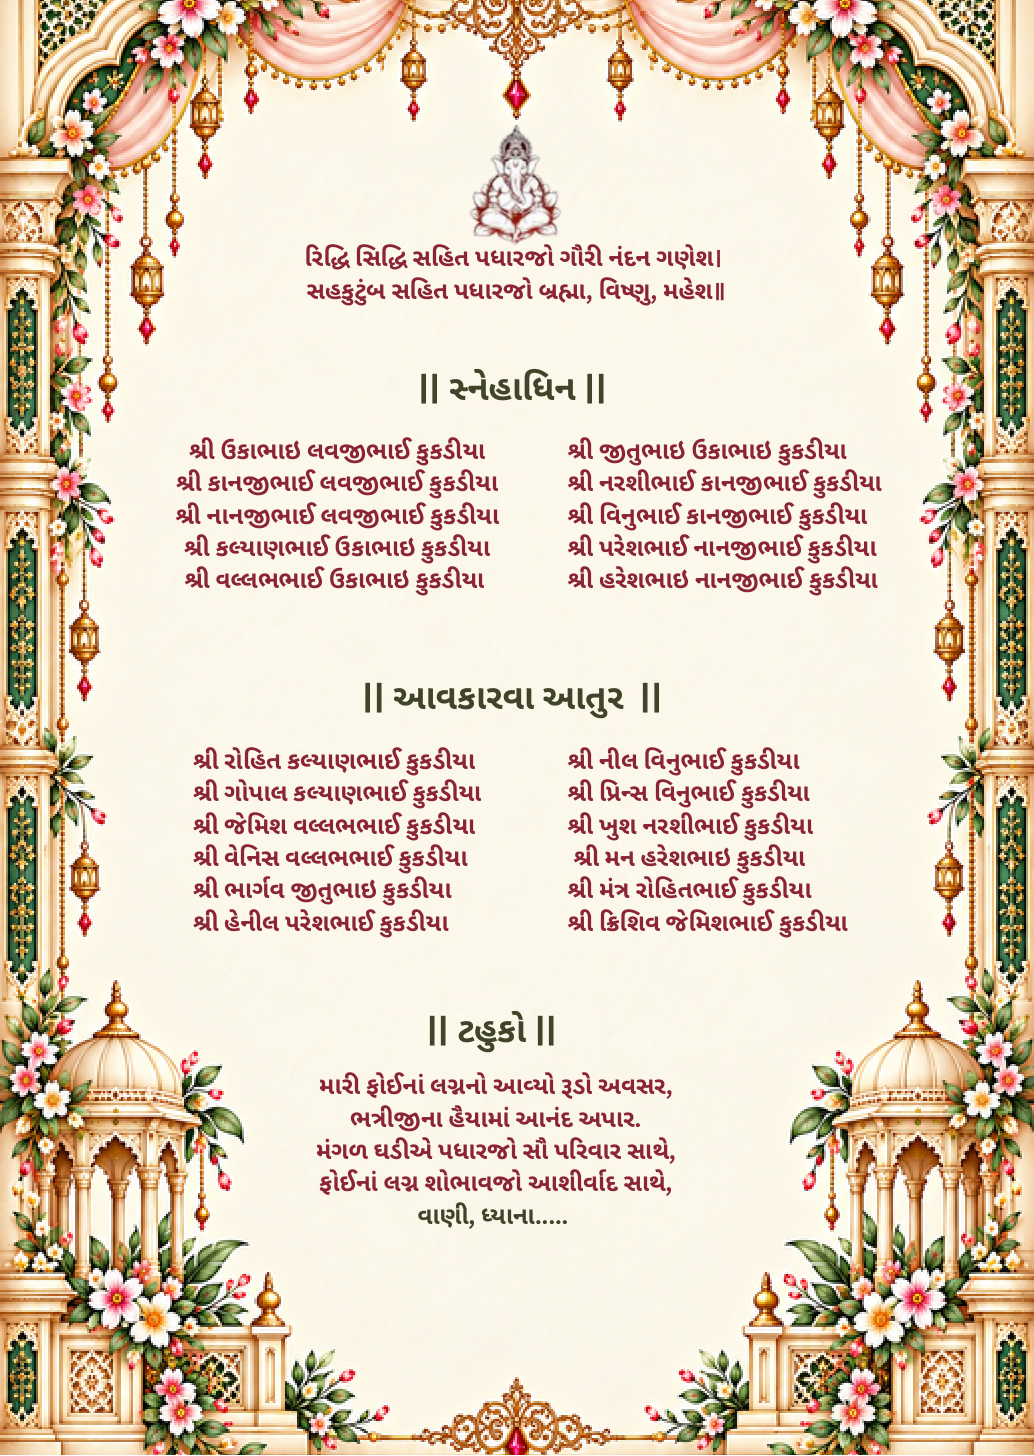 રિદ્ધિ સિદ્ધિ સહિત પધારજો ગૌરી નંદન ગણેશ।
સહકુટુંબ સહિત પધારજો બ્રહ્મા, વિષ્ણુ, મહેશ॥
|| સ્નેહાધિન ||
શ્રી ઉકાભાઇ લવજીભાઈ કુકડીયા
શ્રી કાનજીભાઈ લવજીભાઈ કુકડીયા
શ્રી નાનજીભાઈ લવજીભાઈ કુકડીયા
શ્રી કલ્યાણભાઈ ઉકાભાઇ કુકડીયા
શ્રી વલ્લભભાઈ ઉકાભાઇ કુકડીયા
શ્રી જીતુભાઇ ઉકાભાઇ કુકડીયા
શ્રી નરશીભાઈ કાનજીભાઈ કુકડીયા
શ્રી વિનુભાઈ કાનજીભાઈ કુકડીયા
શ્રી પરેશભાઈ નાનજીભાઈ કુકડીયા
શ્રી હરેશભાઇ નાનજીભાઈ કુકડીયા
|| આવકારવા આતુર ||
શ્રી રોહિત કલ્યાણભાઈ કુકડીયા
શ્રી ગોપાલ કલ્યાણભાઈ કુકડીયા
શ્રી જેમિશ વલ્લભભાઈ કુકડીયા
શ્રી વેનિસ વલ્લભભાઈ કુકડીયા
શ્રી ભાર્ગવ જીતુભાઇ કુકડીયા
શ્રી હેનીલ પરેશભાઈ કુકડીયા
શ્રી નીલ વિનુભાઈ કુકડીયા
શ્રી પ્રિન્સ વિનુભાઈ કુકડીયા
શ્રી ખુશ નરશીભાઈ કુકડીયા
શ્રી મન હરેશભાઇ કુકડીયા
શ્રી મંત્ર રોહિતભાઈ કુકડીયા
શ્રી ક્રિશિવ જેમિશભાઈ કુકડીયા
|| ટહુકો ||
મારી ફોઈનાં લગ્નનો આવ્યો રૂડો અવસર,
ભત્રીજીના હૈયામાં આનંદ અપાર.
મંગળ ઘડીએ પધારજો સૌ પરિવાર સાથે,
ફોઈનાં લગ્ન શોભાવજો આશીર્વાદ સાથે,
વાણી, ધ્યાના.....